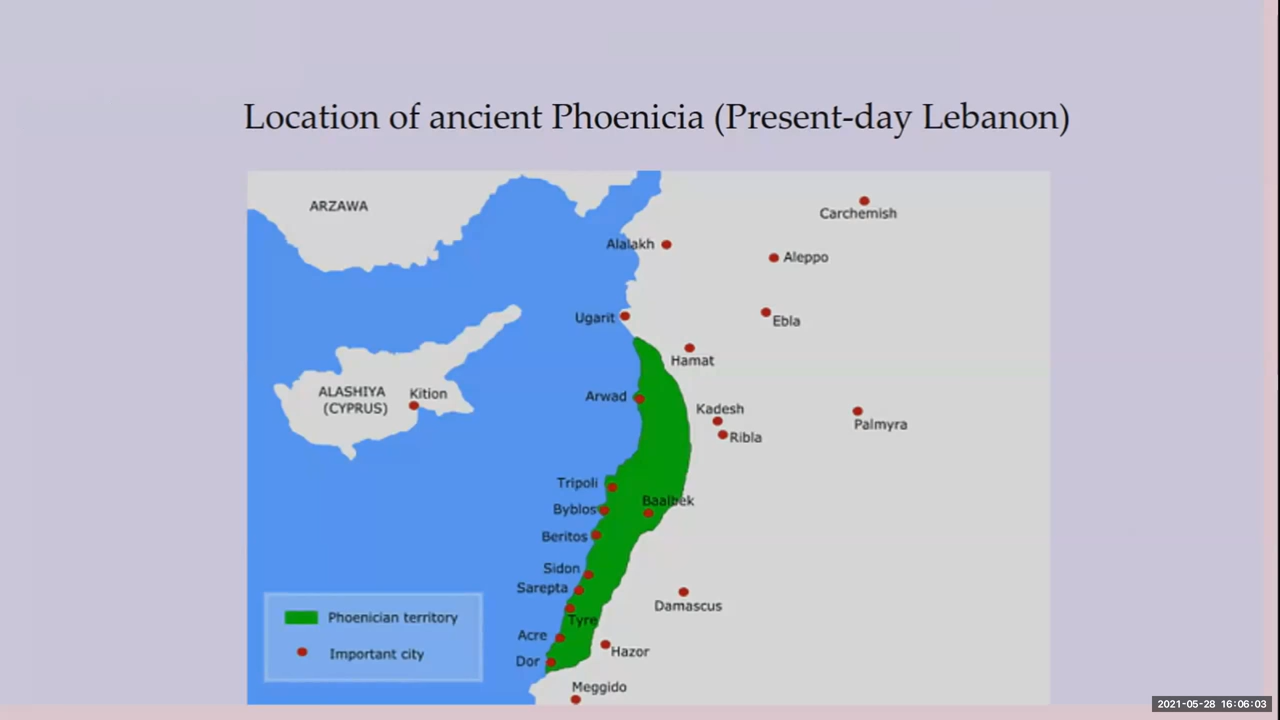 Location of ancient Phoenicia (Present-day Lebanon)
ARZAWA
Carchemish
Alalakh
Aleppo
Ugarit
Ebla
Hamat
ALASHIYA
(CYPRUS)
Kition
Arwad
Kadesh
Ribla
Palmyra
Tripoli
Baalbek
Byblos
Beritos
Sidon
Sarepta
Damascus
Tyre
Acre
Hazor
Dor
Meggido
Phoenician territory
Important city
2021-05-28 16:06:03